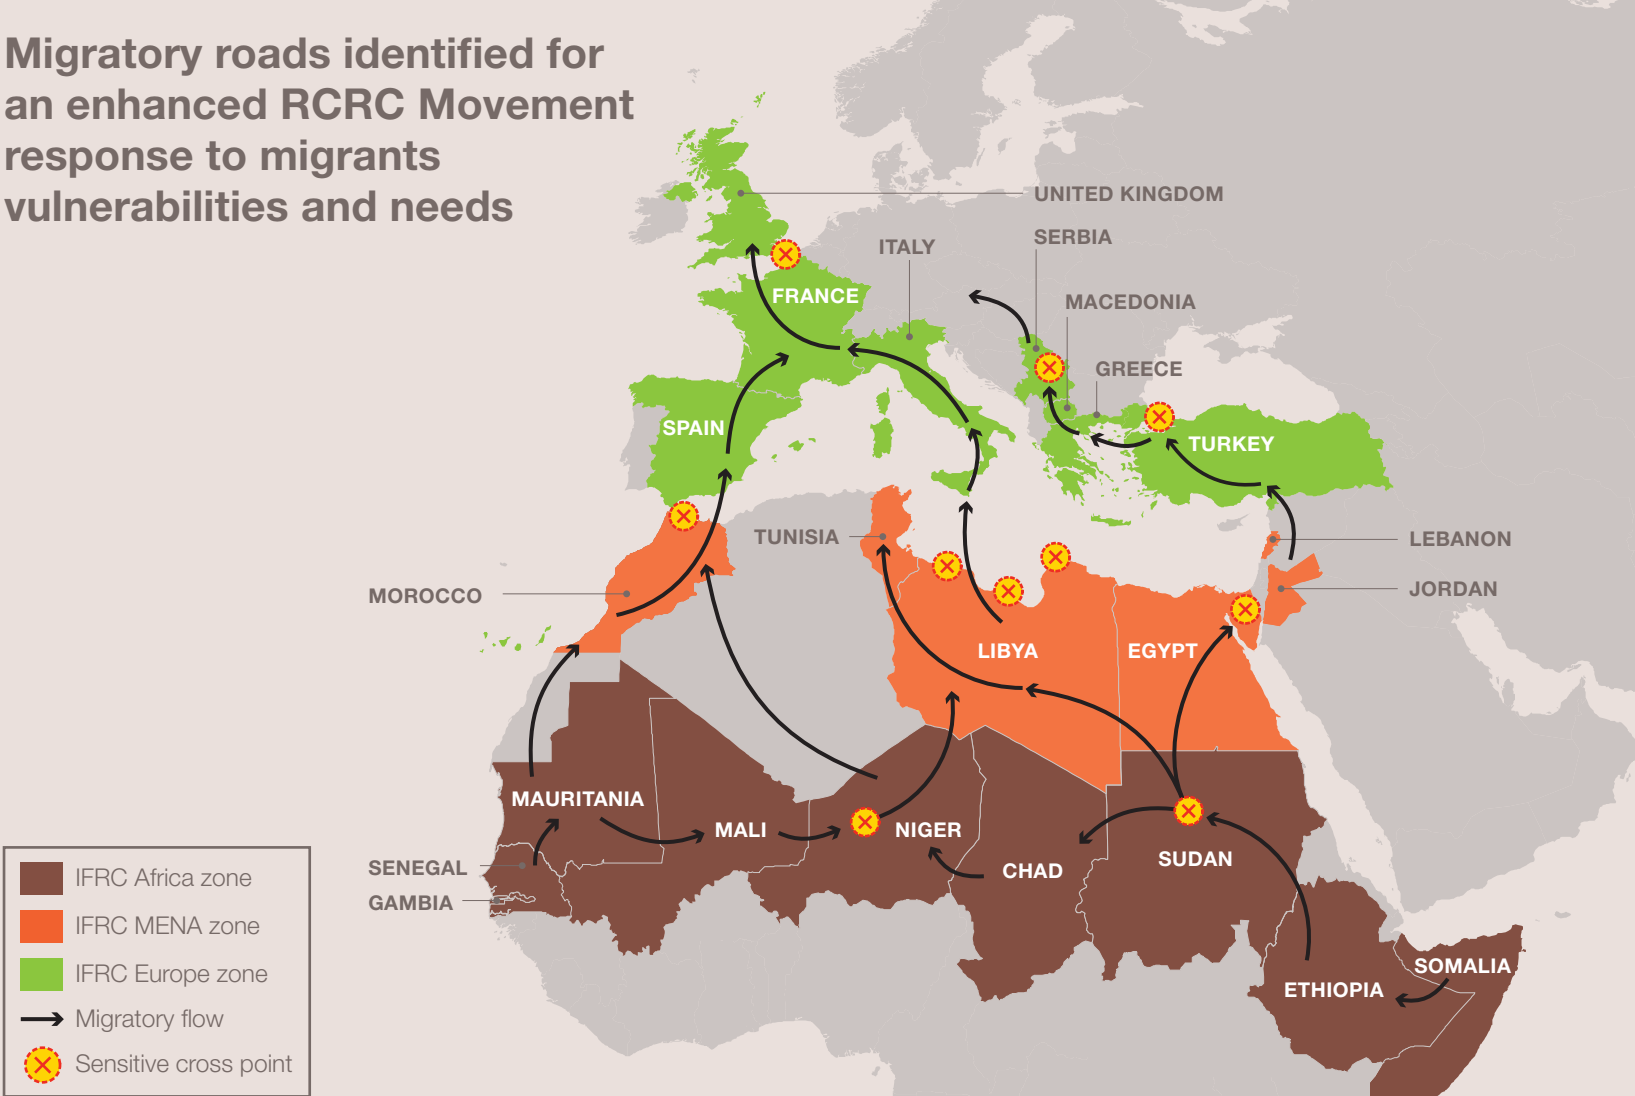 Migratory roads identified for
an enhanced RCRC Movement
response to migrants
vulnerabilities and needs
UNITED KINGDOM
SERBIA
ITALY
MACEDONIA
FRANCE
GREECE
SPAIN
TURKEY
TUNISIA
LEBANON
JORDAN
MOROCCO
LIBYA
EGYPT
MAURITANIA
MALI
NIGER
SENEGAL
CHAD
SUDAN
GAMBIA
SOMALIA
ETHIOPIA
IFRC Africa zone
IFRC MENA zone
IFRC Europe zone
Migratory flow
Sensitive cross point